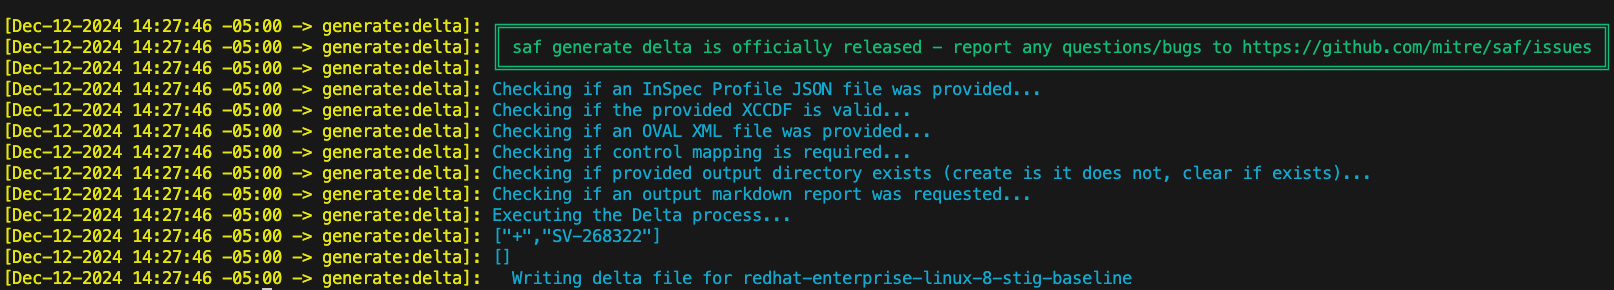 [Dec-12-2024 14:27:46 -05:00 -> generate:delta]:
[Dec-12-2024 14:27:46 -05:00 -> generate:delta]: saf generate delta is officially released - report any questions/bugs to https://github.com/mitre/saf/issues
[Dec-12-2024 14:27:46 -05:00 -> generate:delta]:
[Dec-12-2024 14:27:46 -05:00 -> generate:delta]: Checking if an InSpec Profile JSON file was provided...
[Dec-12-2024 14:27:46 -05:00 -> generate:delta]: Checking if the provided XCCDF is valid...
[Dec-12-2024 14:27:46 -05:00 -> generate:delta]: Checking if an OVAL XML file was provided...
[Dec-12-2024 14:27:46 -05:00 -> generate:delta]: Checking if control mapping is required...
[Dec-12-2024 14:27:46 -05:00 -> generate:delta]: Checking if provided output directory exists (create is it does not, clear if exists)...
[Dec-12-2024 14:27:46 -05:00 -> generate:delta]: Checking if an output markdown report was requested...
[Dec-12-2024 14:27:46 -05:00 -> generate:delta]: Executing the Delta process...
[Dec-12-2024 14:27:46 -05:00 -> generate:delta]: ["+","SV-268322"]
[Dec-12-2024 14:27:46 -05:00 -> generate:delta]: []
[Dec-12-2024 14:27:46 -05:00 -> generate:delta]:   Writing delta file for redhat-enterprise-linux-8-stig-baseline